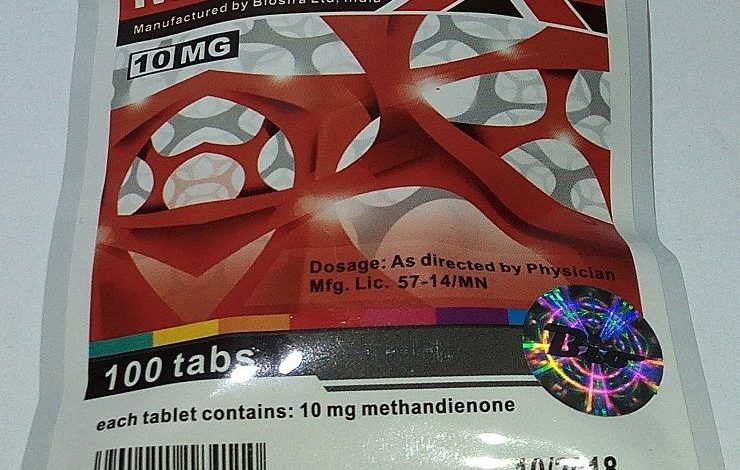 Manufactured by Biosira Ltd, India
10 MG
Dosage: As directed by Physician
Mfg. Lic. 57-14/MN
100 tabs
each tablet contains: 10 mg methandienone